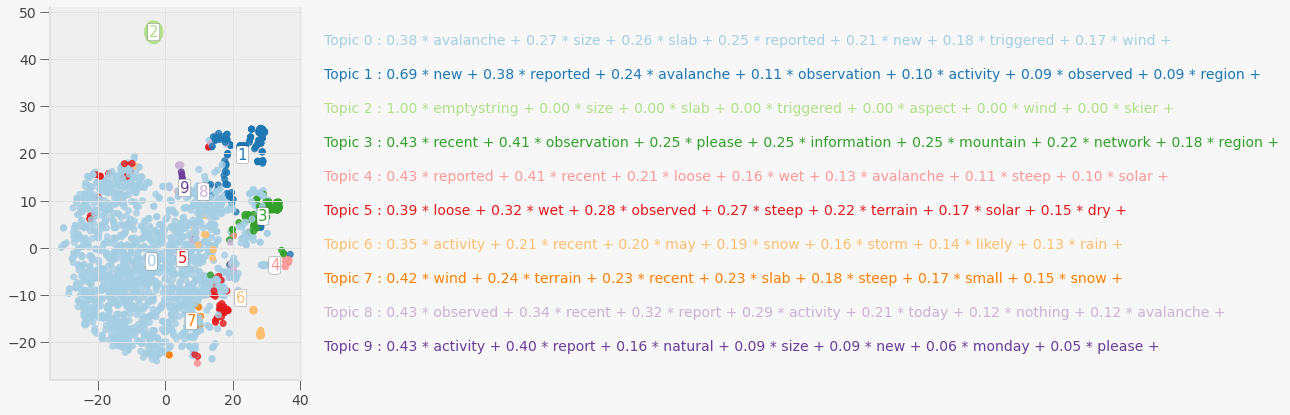 50
40
30
20
10
0
−10
−20
−20
0
20
40
2
1
9
8
3
0
5
4
6
7
Topic 0 : 0.38 * avalanche + 0.27 * size + 0.26 * slab + 0.25 * reported + 0.21 * new + 0.18 * triggered + 0.17 * wind +
Topic 1 : 0.69 * new + 0.38 * reported + 0.24 * avalanche + 0.11 * observation + 0.10 * activity + 0.09 * observed + 0.09 * region +
Topic 2 : 1.00 * emptystring + 0.00 * size + 0.00 * slab + 0.00 * triggered + 0.00 * aspect + 0.00 * wind + 0.00 * skier +
Topic 3 : 0.43 * recent + 0.41 * observation + 0.25 * please + 0.25 * information + 0.25 * mountain + 0.22 * network + 0.18 * region +
Topic 4 : 0.43 * reported + 0.41 * recent + 0.21 * loose + 0.16 * wet + 0.13 * avalanche + 0.11 * steep + 0.10 * solar +
Topic 5 : 0.39 * loose + 0.32 * wet + 0.28 * observed + 0.27 * steep + 0.22 * terrain + 0.17 * solar + 0.15 * dry +
Topic 6 : 0.35 * activity + 0.21 * recent + 0.20 * may + 0.19 * snow + 0.16 * storm + 0.14 * likely + 0.13 * rain +
Topic 7 : 0.42 * wind + 0.24 * terrain + 0.23 * recent + 0.23 * slab + 0.18 * steep + 0.17 * small + 0.15 * snow +
Topic 8 : 0.43 * observed + 0.34 * recent + 0.32 * report + 0.29 * activity + 0.21 * today + 0.12 * nothing + 0.12 * avalanche +
Topic 9 : 0.43 * activity + 0.40 * report + 0.16 * natural + 0.09 * size + 0.09 * new + 0.06 * monday + 0.05 * please +